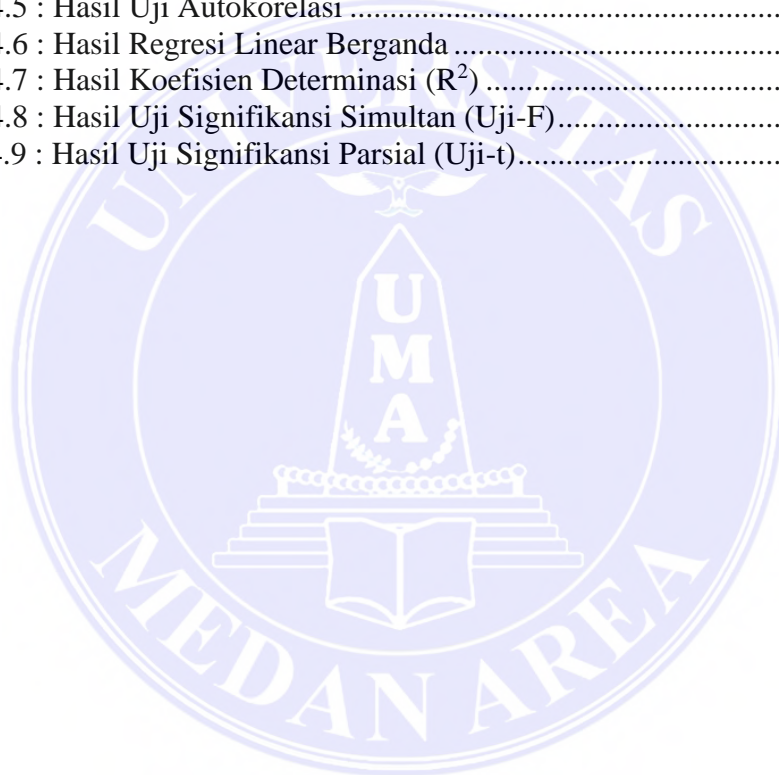 4.5 : Hasil Uji Autokorelasi ..........................................................
4.6 : Hasil Regresi Linear Berganda .............................................
4.7 : Hasil Koefisien Determinasi (R²) ........................................
4.8 : Hasil Uji Signifikansi Simultan (Uji-F)..............................
4.9 : Hasil Uji Signifikansi Parsial (Uji-t)...................................
UNIVERSITAS
U
M
A
MEDAN AREA